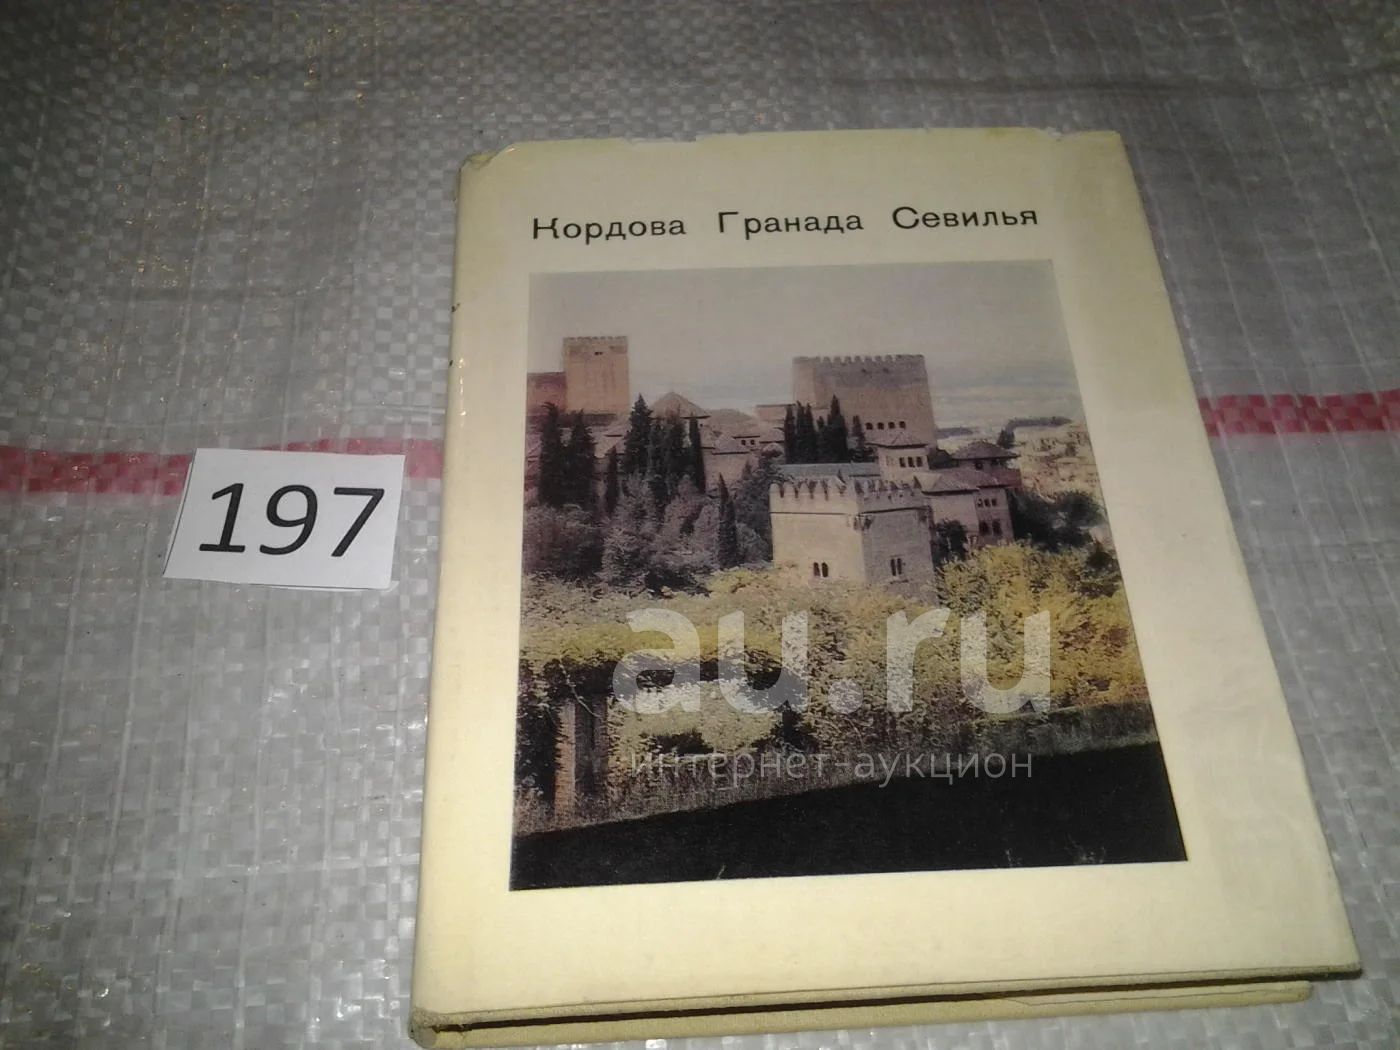 Кордова Гранада Севилья
197
au.ru
интернет-аукцион